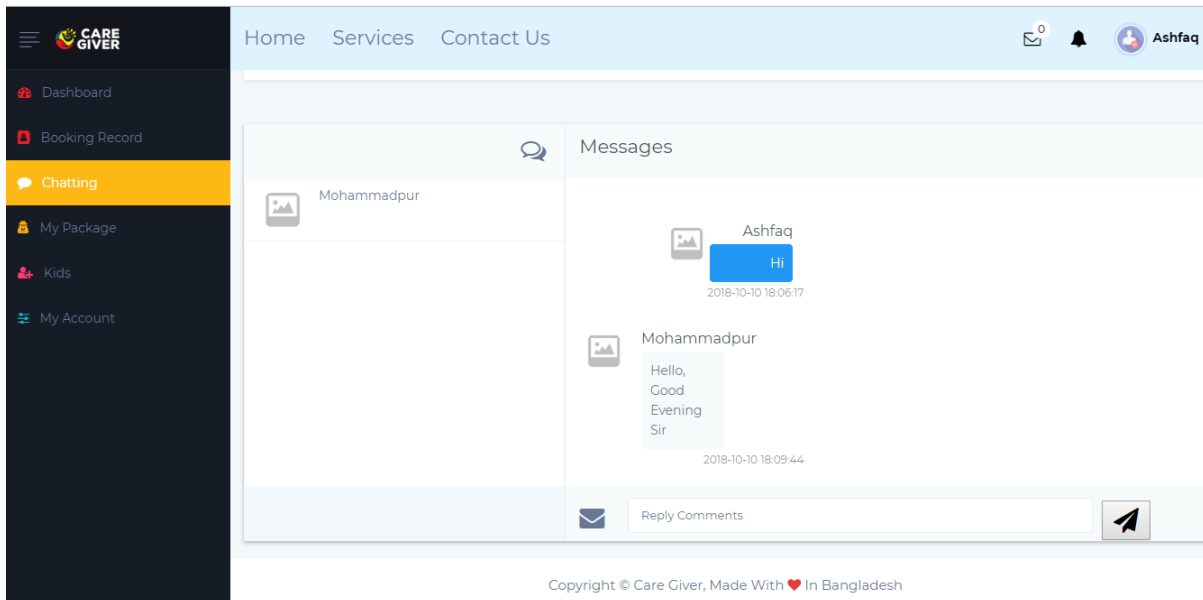 CARE
GIVER
Home Services Contact Us
0
Ashfaq
Dashboard
Booking Record
Chatting
My Package
Kids
My Account
Mohammadpur
Messages
Ashfaq
Hi
2018-10-10 18:06:17
Mohammadpur
Hello,
Good
Evening
Sir
2018-10-10 18:09:44
Reply Comments
Copyright © Care Giver, Made With ❤ In Bangladesh